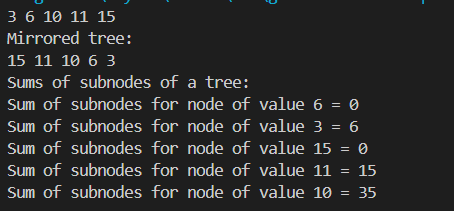 3 6 10 11 15
Mirrored tree:
15 11 10 6 3
Sums of subnodes of a tree:
Sum of subnodes for node of value 6 = 0
Sum of subnodes for node of value 3 = 6
Sum of subnodes for node of value 15 = 0
Sum of subnodes for node of value 11 = 15
Sum of subnodes for node of value 10 = 35